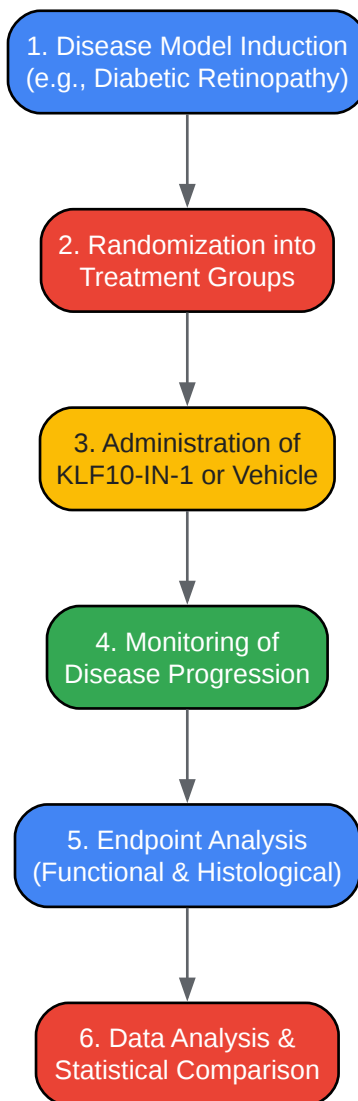 1. Disease Model Induction
(e.g., Diabetic Retinopathy)
2. Randomization into
Treatment Groups
3. Administration of
KLF10-IN-1 or Vehicle
4. Monitoring of
Disease Progression
5. Endpoint Analysis
(Functional & Histological)
6. Data Analysis &
Statistical Comparison